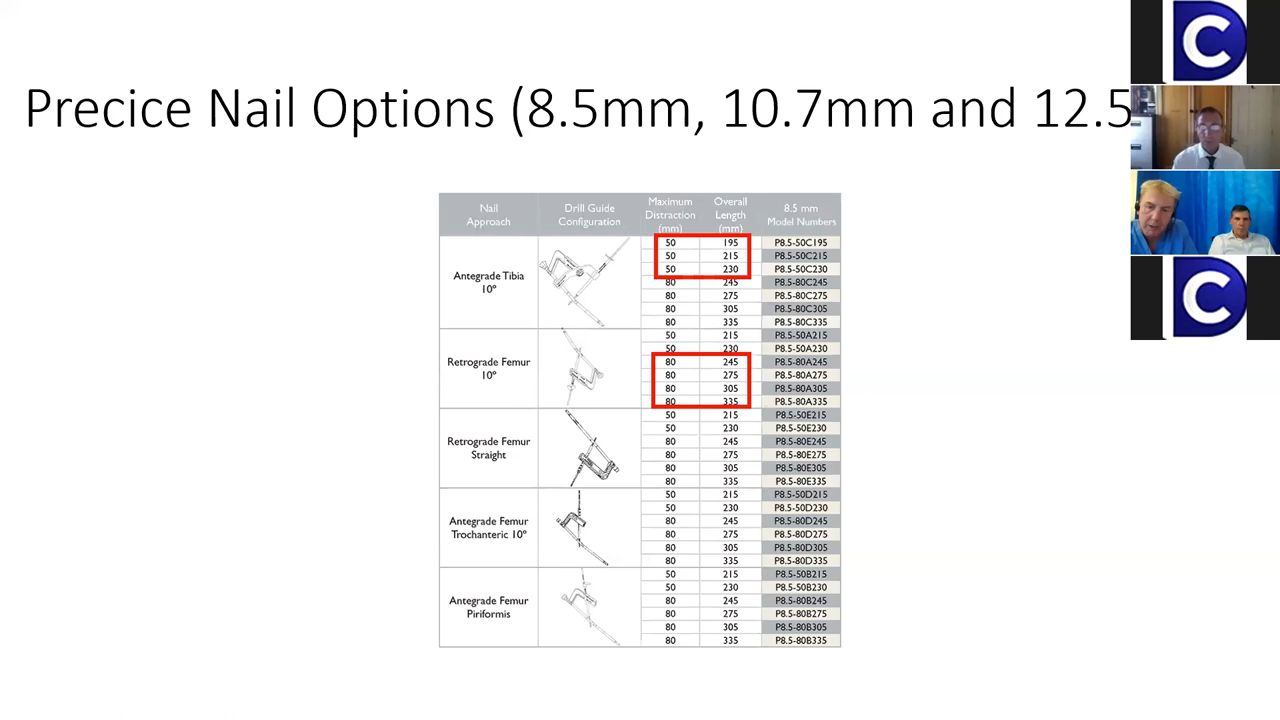 Precice Nail Options (8.5mm, 10.7mm and 12.5
Nail Approach
Drill Guide Configuration
Maximum Distraction (mm)
Overall Length (mm)
8.5 mm Model Numbers
Antegrade Tibia 10°
50 195 P8.5-50C195
50 215 P8.5-50C215
50 230 P8.5-50C230
80 245 P8.5-80C245
80 275 P8.5-80C275
80 305 P8.5-80C305
80 335 P8.5-80C335
Retrograde Femur 10°
50 215 P8.5-50A215
50 230 P8.5-50A230
80 245 P8.5-80A245
80 275 P8.5-80A275
80 305 P8.5-80A305
80 335 P8.5-80A335
Retrograde Femur Straight
50 215 P8.5-50E215
50 230 P8.5-50E230
80 245 P8.5-80E245
80 275 P8.5-80E275
80 305 P8.5-80E305
80 335 P8.5-80E335
Antegrade Femur Trochanteric 10°
50 215 P8.5-50D215
50 230 P8.5-50D230
80 245 P8.5-80D245
80 275 P8.5-80D275
80 305 P8.5-80D305
80 335 P8.5-80D335
Antegrade Femur Piriformis
50 215 P8.5-50B215
50 230 P8.5-50B230
80 245 P8.5-80B245
80 275 P8.5-80B275
80 305 P8.5-80B305
80 335 P8.5-80B335
C
C